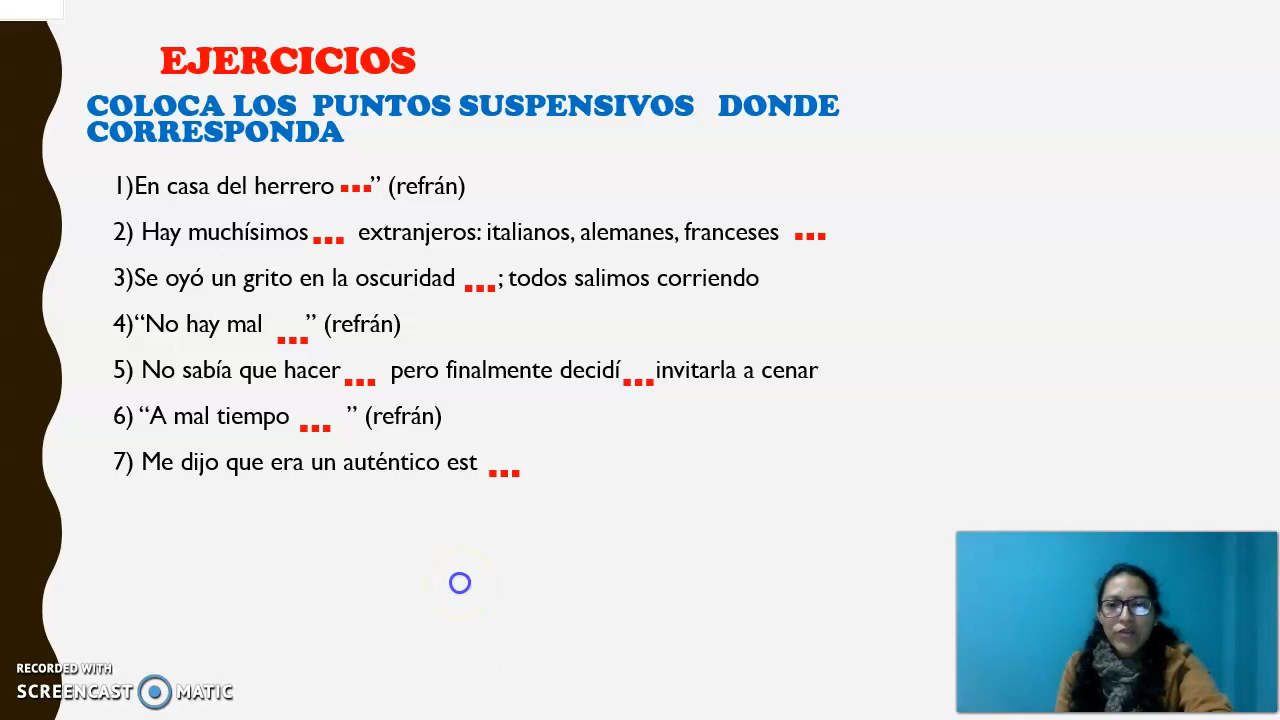 EJERCICIOS
COLOCA LOS PUNTOS SUSPENSIVOS DONDE
CORRESPONDA
1)En casa del herrero ...” (refrán)
2) Hay muchísimos ... extranjeros: italianos, alemanes, franceses ...
3)Se oyó un grito en la oscuridad ...; todos salimos corriendo
4)“No hay mal ...” (refrán)
5) No sabía que hacer ... pero finalmente decidí ... invitarla a cenar
6) “A mal tiempo ... ” (refrán)
7) Me dijo que era un auténtico est ...
RECORDED WITH
SCREENCAST MATIC